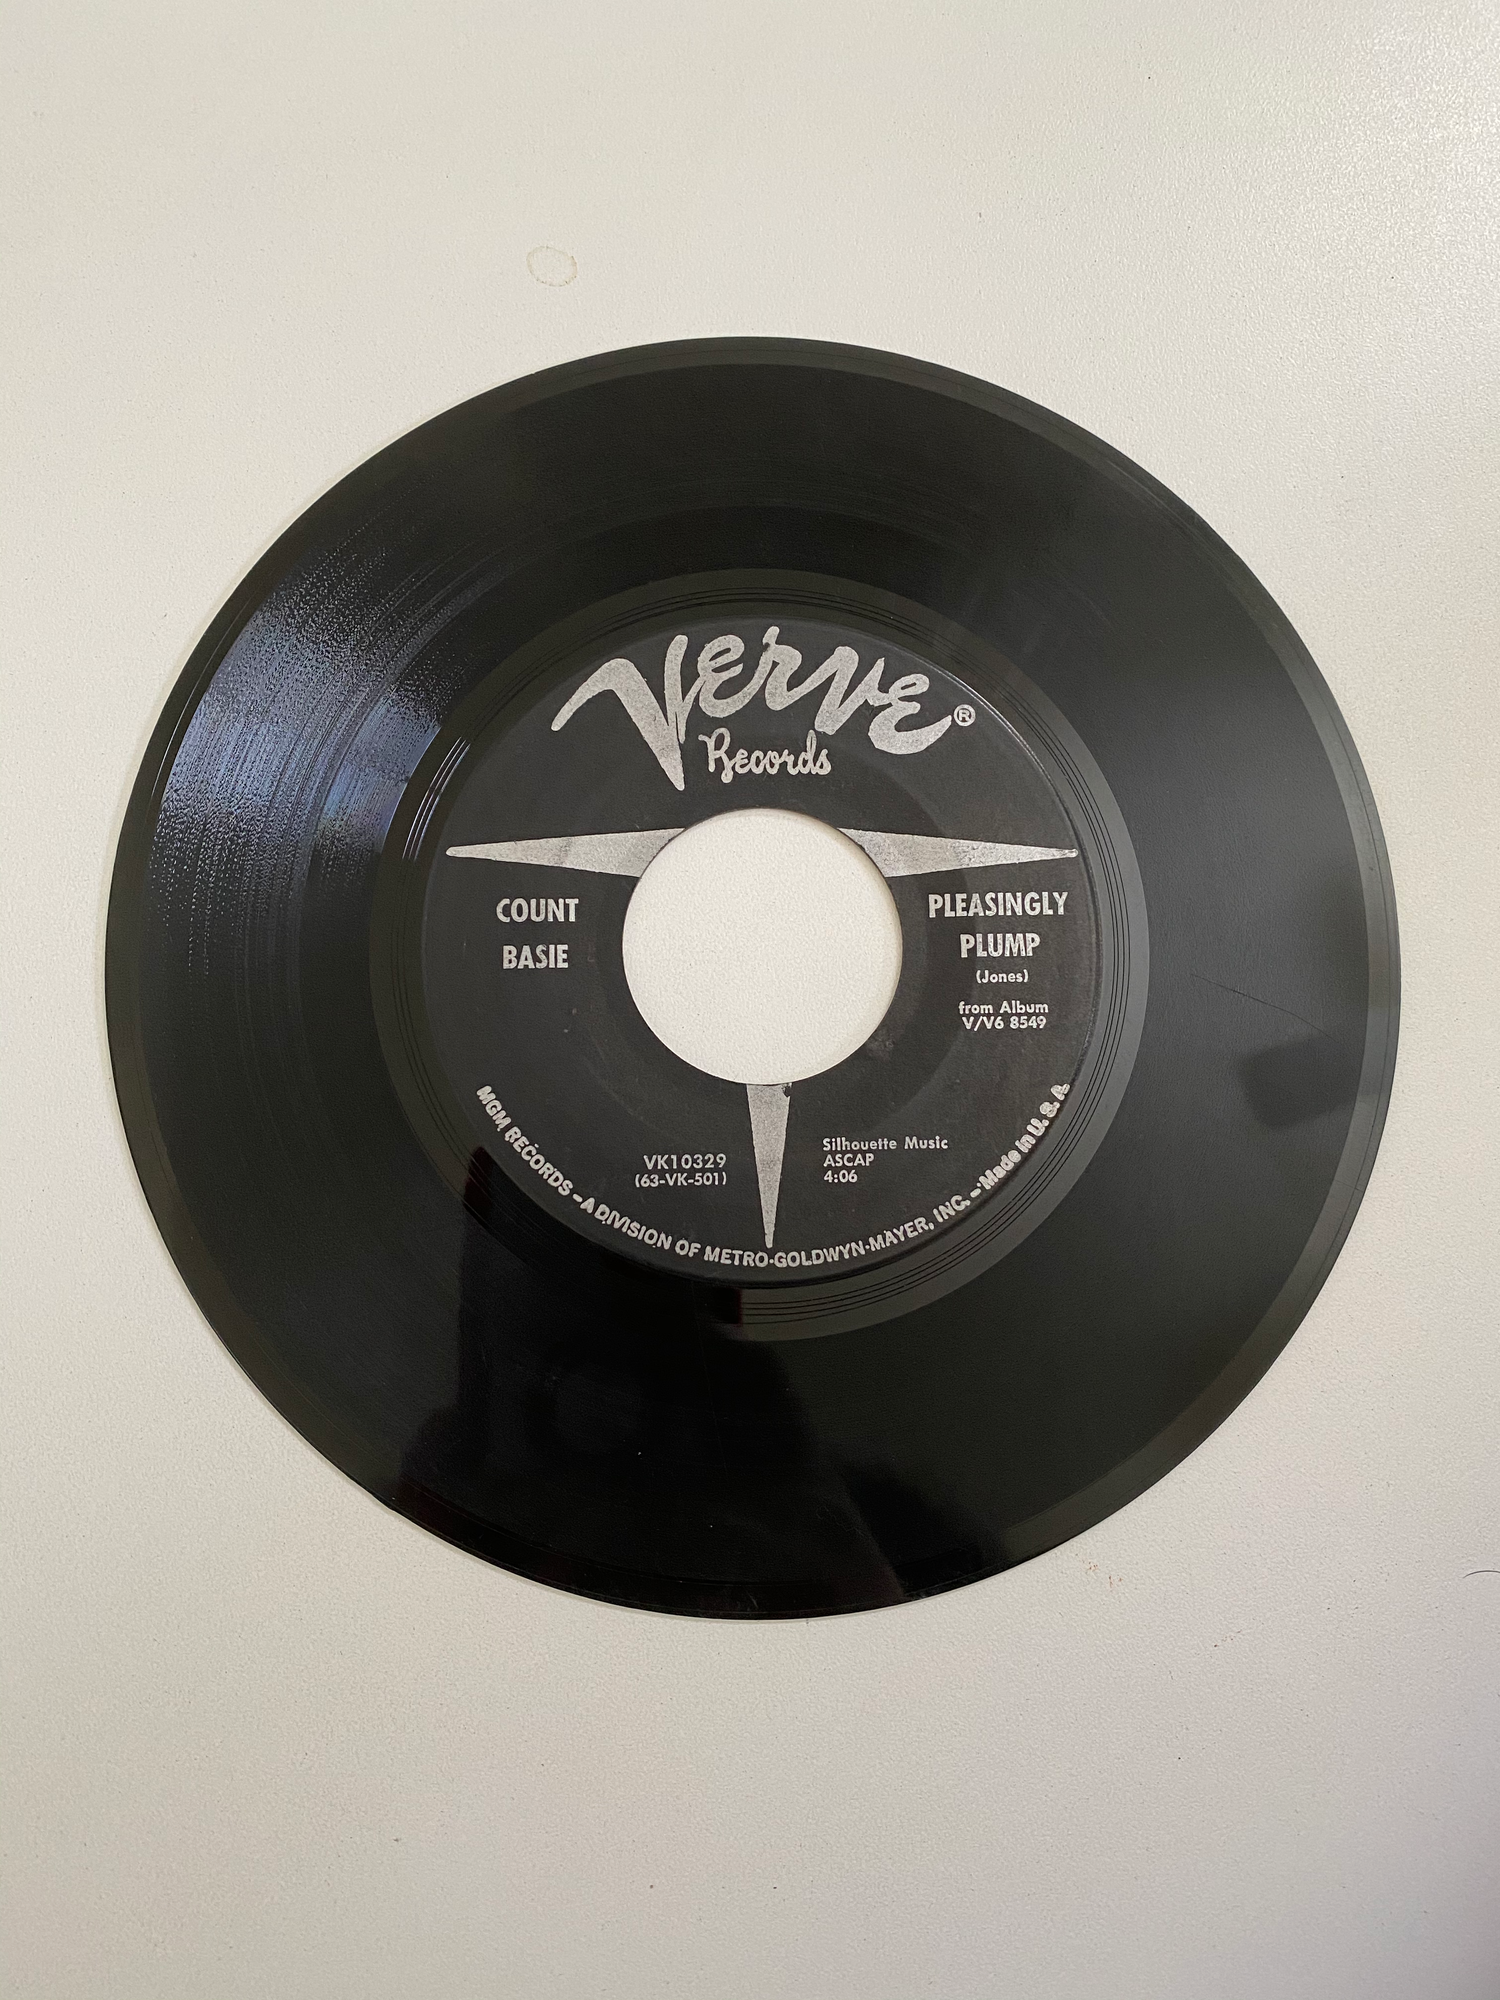 Verve®
Records
COUNT
BASIE
PLEASINGLY
PLUMP
(Jones)
from Album
V/V6 8549
VK10329
(63-VK-501)
Silhouette Music
ASCAP
4:06
MGM RECORDS – A DIVISION OF METRO-GOLDWYN-MAYER, INC. – Made in U. S. A.